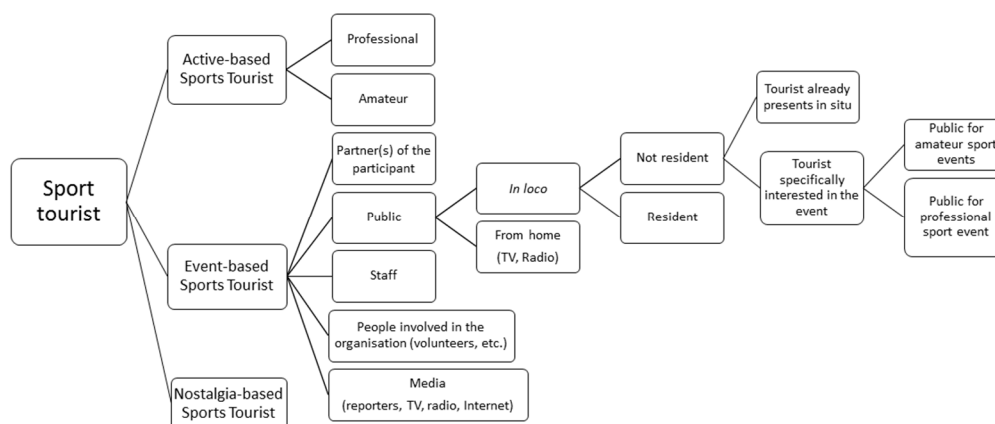 Sport
tourist
Active-based
Sports Tourist
Professional
Amateur
Event-based
Sports Tourist
Partner(s) of the
participant
Public
In loco
Not resident
Tourist already
presents in situ
Tourist
specifically
interested in the
event
Public for
amateur sport
events
Public for
professional
sport event
Resident
From home
(TV, Radio)
Staff
People involved in the
organisation (volunteers, etc.)
Media
(reporters, TV, radio, Internet)
Nostalgia-based
Sports Tourist